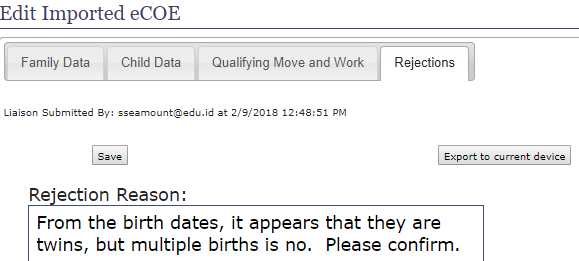 Edit Imported eCOE
Family Data Child Data Qualifying Move and Work Rejections
Liaison Submitted By: sseamount@edu.id at 2/9/2018 12:48:51 PM
Save Export to current device
Rejection Reason:
From the birth dates, it appears that they are
twins, but multiple births is no. Please confirm.